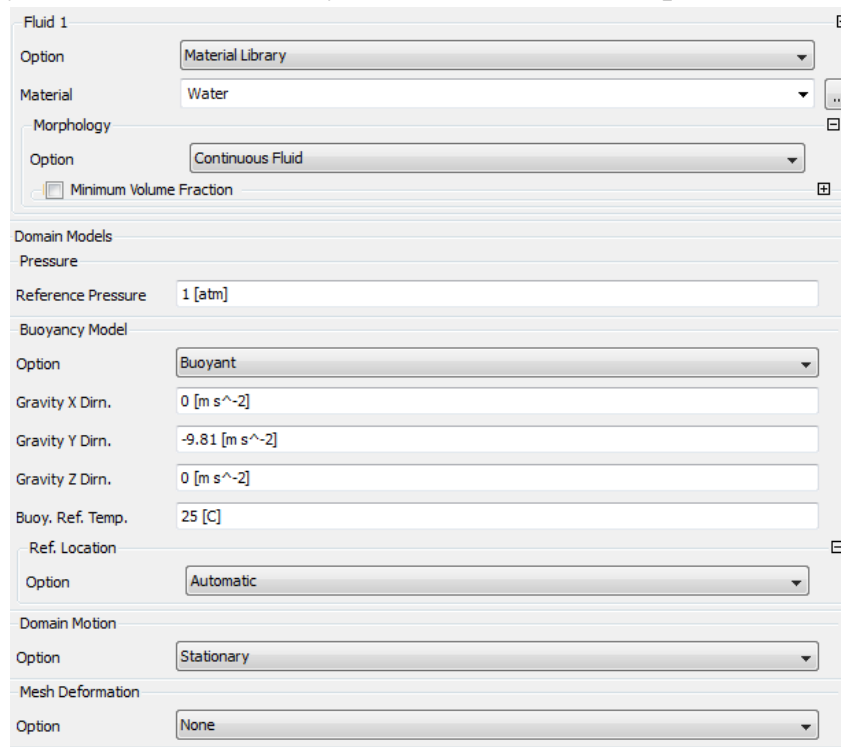 Fluid 1
Option Material Library
Material Water
...
Morphology
Option Continuous Fluid
Minimum Volume Fraction
Domain Models
Pressure
Reference Pressure 1 [atm]
Buoyancy Model
Option Buoyant
Gravity X Dirn. 0 [m s^-2]
Gravity Y Dirn. -9.81 [m s^-2]
Gravity Z Dirn. 0 [m s^-2]
Buoy. Ref. Temp. 25 [C]
Ref. Location
Option Automatic
Domain Motion
Option Stationary
Mesh Deformation
Option None